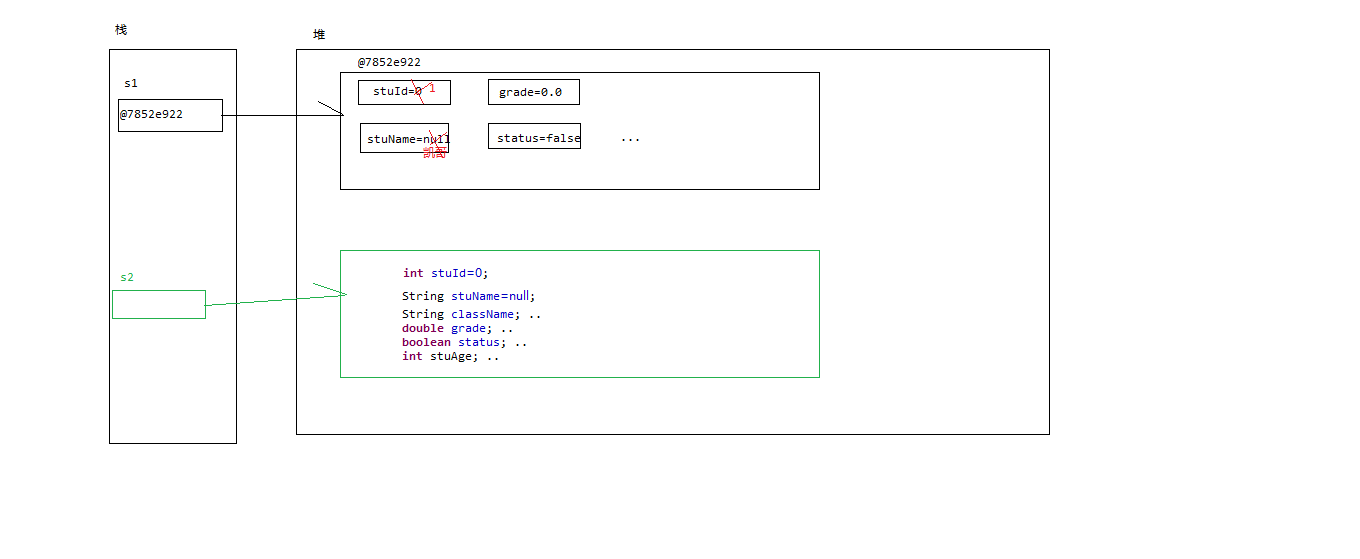 栈
堆
@7852e922
s1
stuId=0 1
grade=0.0
@7852e922
stuName=null
status=false
...
凯哥
s2
int stuId=0;
String stuName=null;
String className; ..
double grade; ..
boolean status; ..
int stuAge; ..